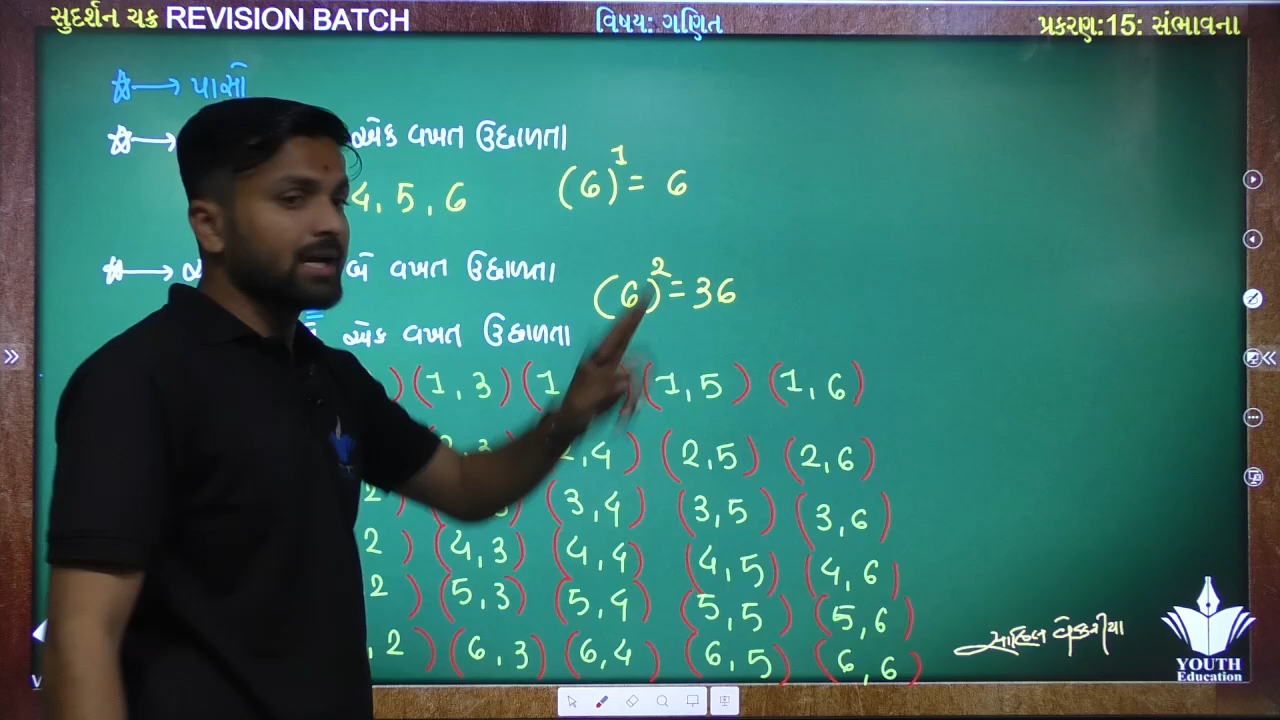 સુદર્શન ચક્ર REVISION BATCH
વિષય: ગણિત
પ્રકરણ:15: સંભાવના
પાસો
એક વખત ઉછાળતા
4, 5, 6
(6)¹ = 6
બે વખત ઉછાળતા
(6)² = 36
એક વખત ઉછાળતા
) (1, 3) (1 (1, 5) (1, 6)
2, 4) (2, 5) (2, 6)
2) (3, 4) (3, 5) (3, 6)
2) (4, 3) (4, 4) (4, 5) (4, 6)
2) (5, 3) (5, 4) (5, 5) (5, 6)
, 2) (6, 3) (6, 4) (6, 5) (6, 6)
YOUTH
Education